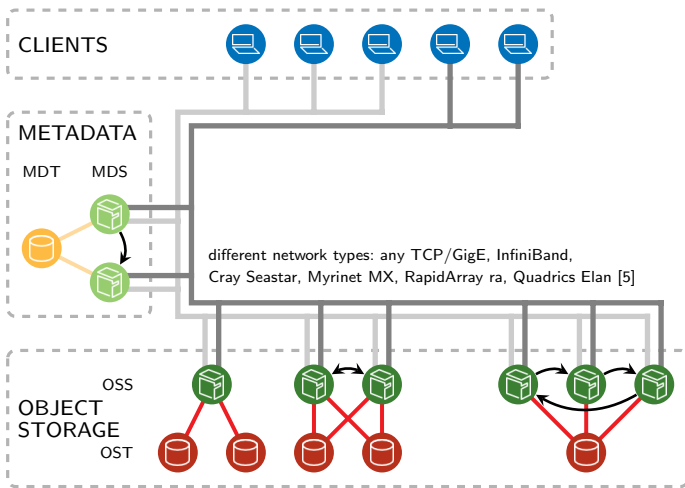 CLIENTS
METADATA
MDT MDS
different network types: any TCP/GigE, InfiniBand,
Cray Seastar, Myrinet MX, RapidArray ra, Quadrics Elan [5]
OSS
OBJECT
STORAGE
OST